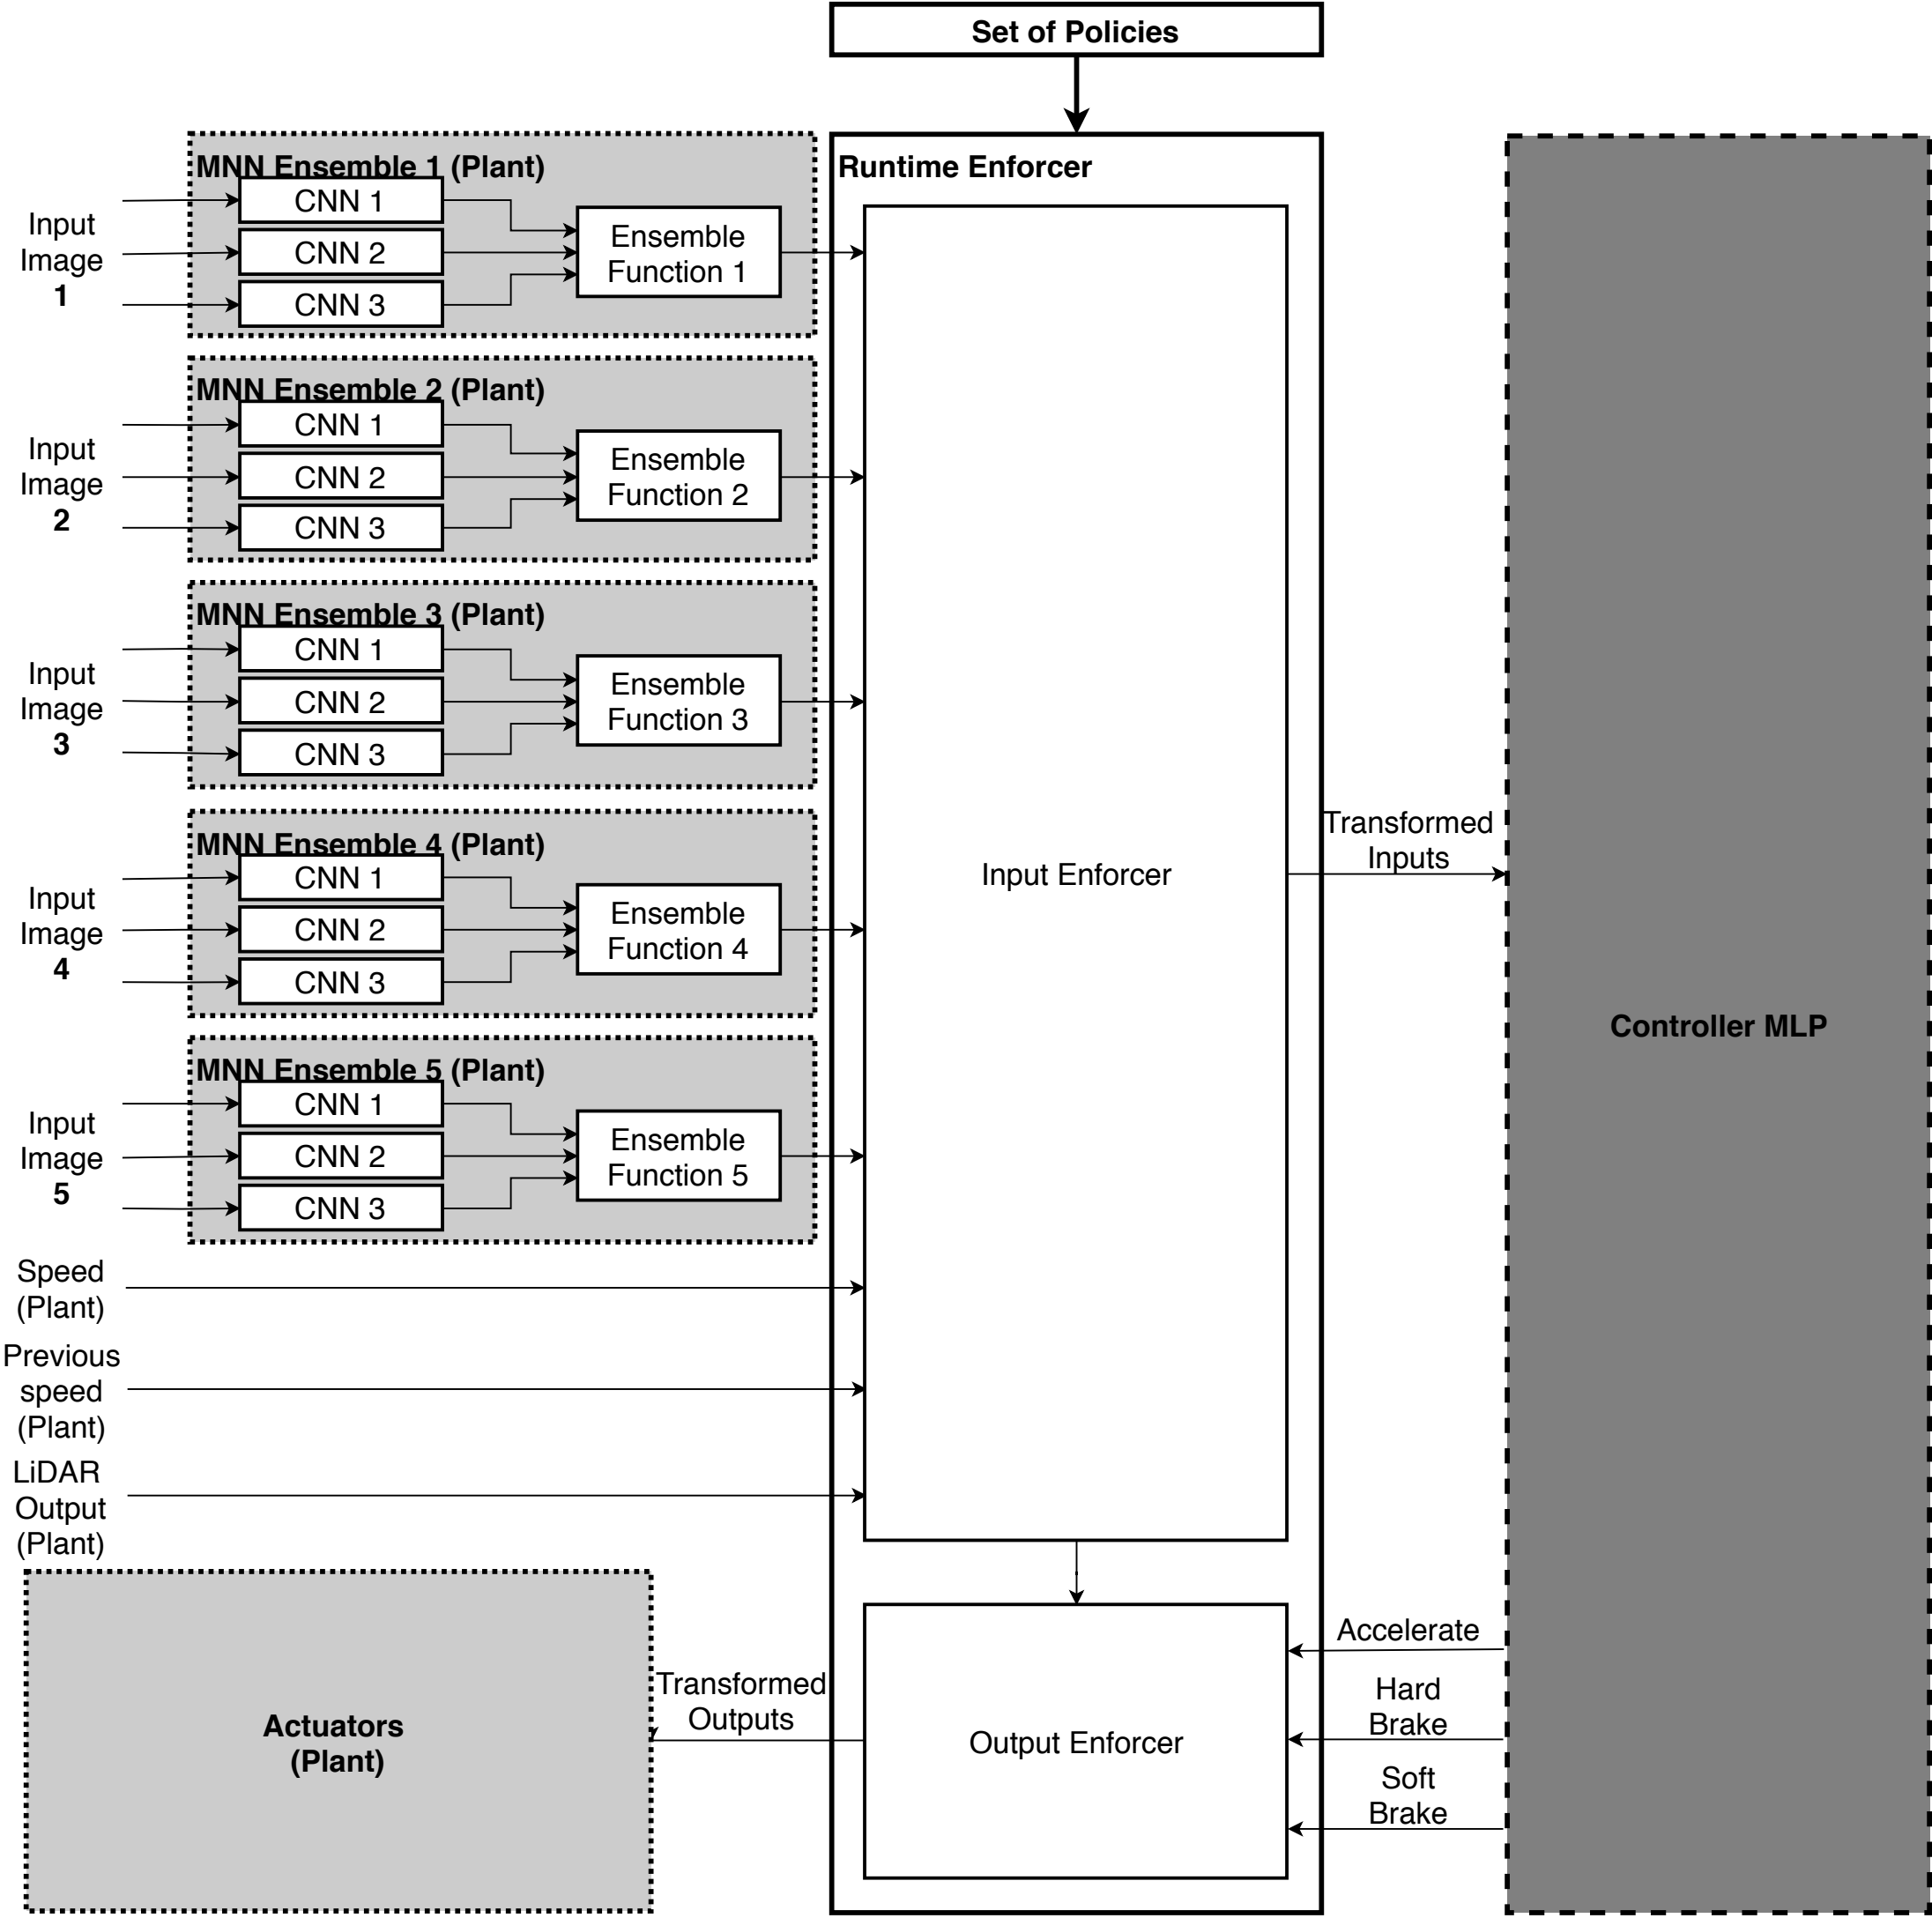 Set of Policies
MNN Ensemble 1 (Plant)
Runtime Enforcer
Input
Image
1
CNN 1
CNN 2
CNN 3
Ensemble
Function 1
MNN Ensemble 2 (Plant)
Input
Image
2
CNN 1
CNN 2
CNN 3
Ensemble
Function 2
MNN Ensemble 3 (Plant)
Input
Image
3
CNN 1
CNN 2
CNN 3
Ensemble
Function 3
MNN Ensemble 4 (Plant)
Input
Image
4
CNN 1
CNN 2
CNN 3
Ensemble
Function 4
Input Enforcer
Transformed
Inputs
Controller MLP
MNN Ensemble 5 (Plant)
Input
Image
5
CNN 1
CNN 2
CNN 3
Ensemble
Function 5
Speed
(Plant)
Previous
speed
(Plant)
LiDAR
Output
(Plant)
Actuators
(Plant)
Transformed
Outputs
Output Enforcer
Accelerate
Hard
Brake
Soft
Brake